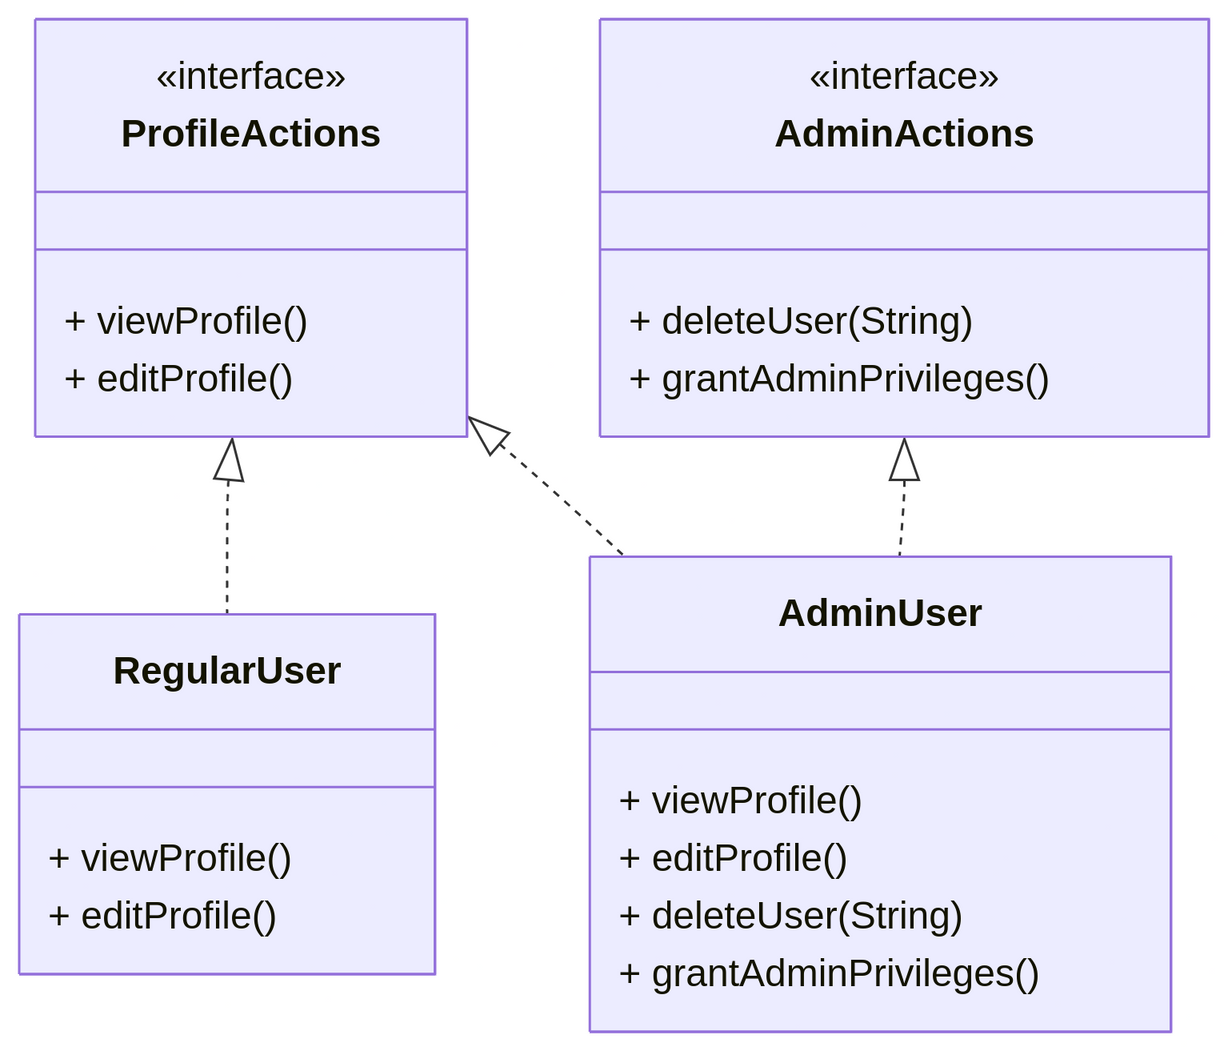 «interface»
ProfileActions
+ viewProfile()
+ editProfile()
«interface»
AdminActions
+ deleteUser(String)
+ grantAdminPrivileges()
RegularUser
+ viewProfile()
+ editProfile()
AdminUser
+ viewProfile()
+ editProfile()
+ deleteUser(String)
+ grantAdminPrivileges()